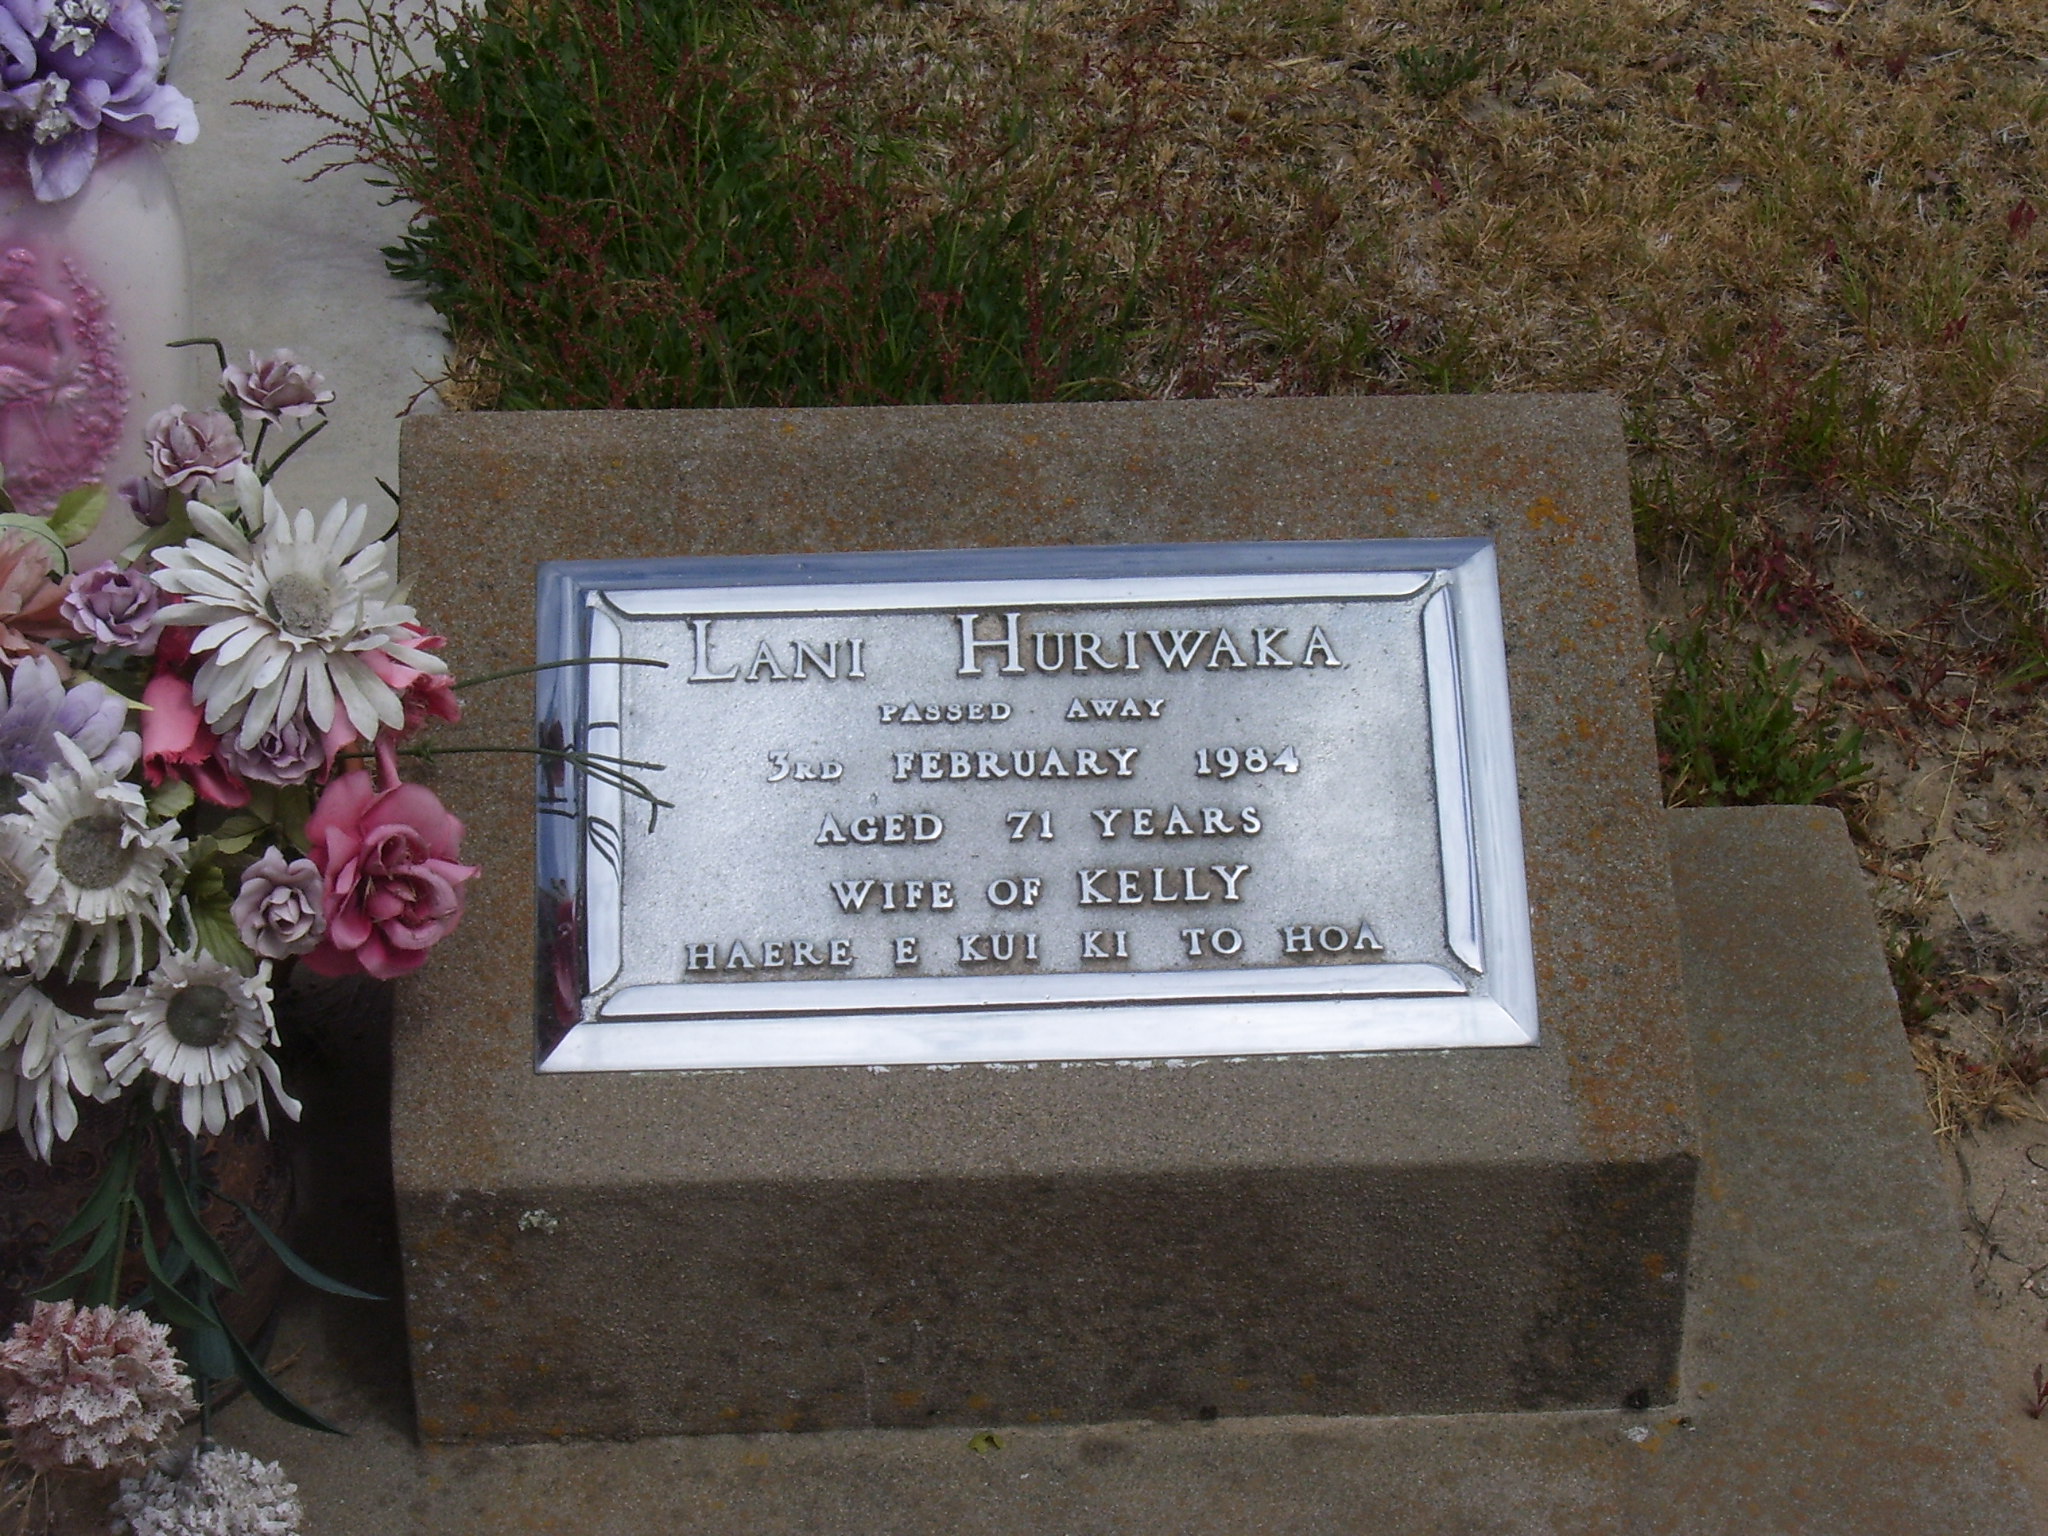 LANI HURIWAKA
PASSED AWAY
3RD FEBRUARY 1984
AGED 71 YEARS
WIFE OF KELLY
HAERE E KUI KI TO HOA